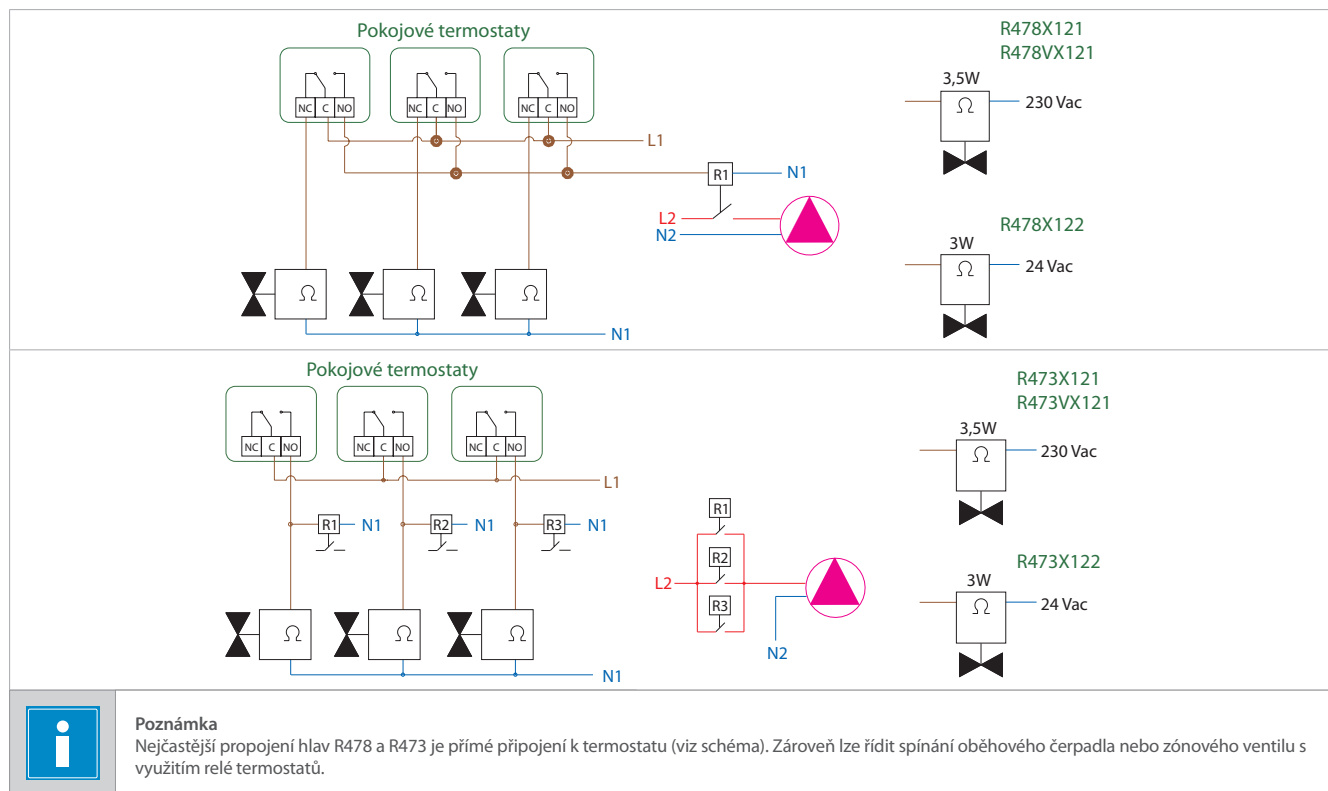 Pokojové termostaty
NC C NO
NC C NO
NC C NO
L1
R1
N1
L2
N2
Ω
Ω
Ω
N1
R478X121
R478VX121
3,5W
Ω
230 Vac
R478X122
3W
Ω
24 Vac
Pokojové termostaty
NC C NO
NC C NO
NC C NO
L1
R1 N1
R2 N1
R3 N1
Ω
Ω
Ω
N1
R1
R2
L2
R3
N2
R473X121
R473VX121
3,5W
Ω
230 Vac
R473X122
3W
Ω
24 Vac
i
Poznámka
Nejčastější propojení hlav R478 a R473 je přímé připojení k termostatu (viz schéma). Zároveň lze řídit spínání oběhového čerpadla nebo zónového ventilu s
využitím relé termostatů.